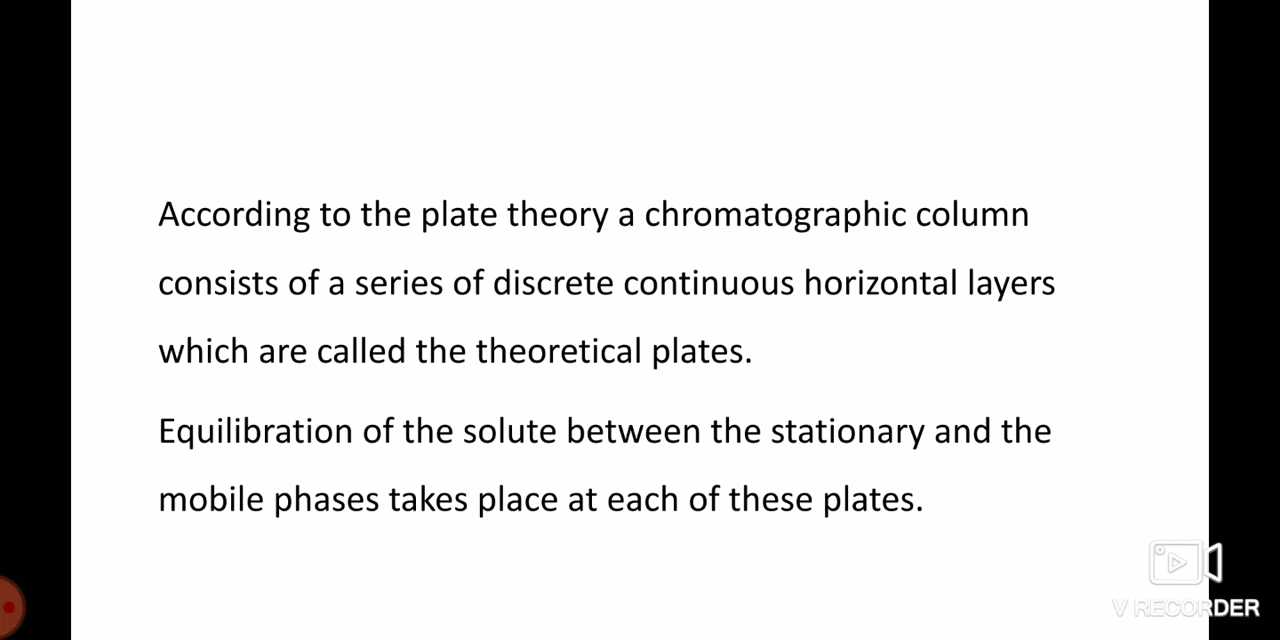 According to the plate theory a chromatographic column
consists of a series of discrete continuous horizontal layers
which are called the theoretical plates.
Equilibration of the solute between the stationary and the
mobile phases takes place at each of these plates.
V RECORDER